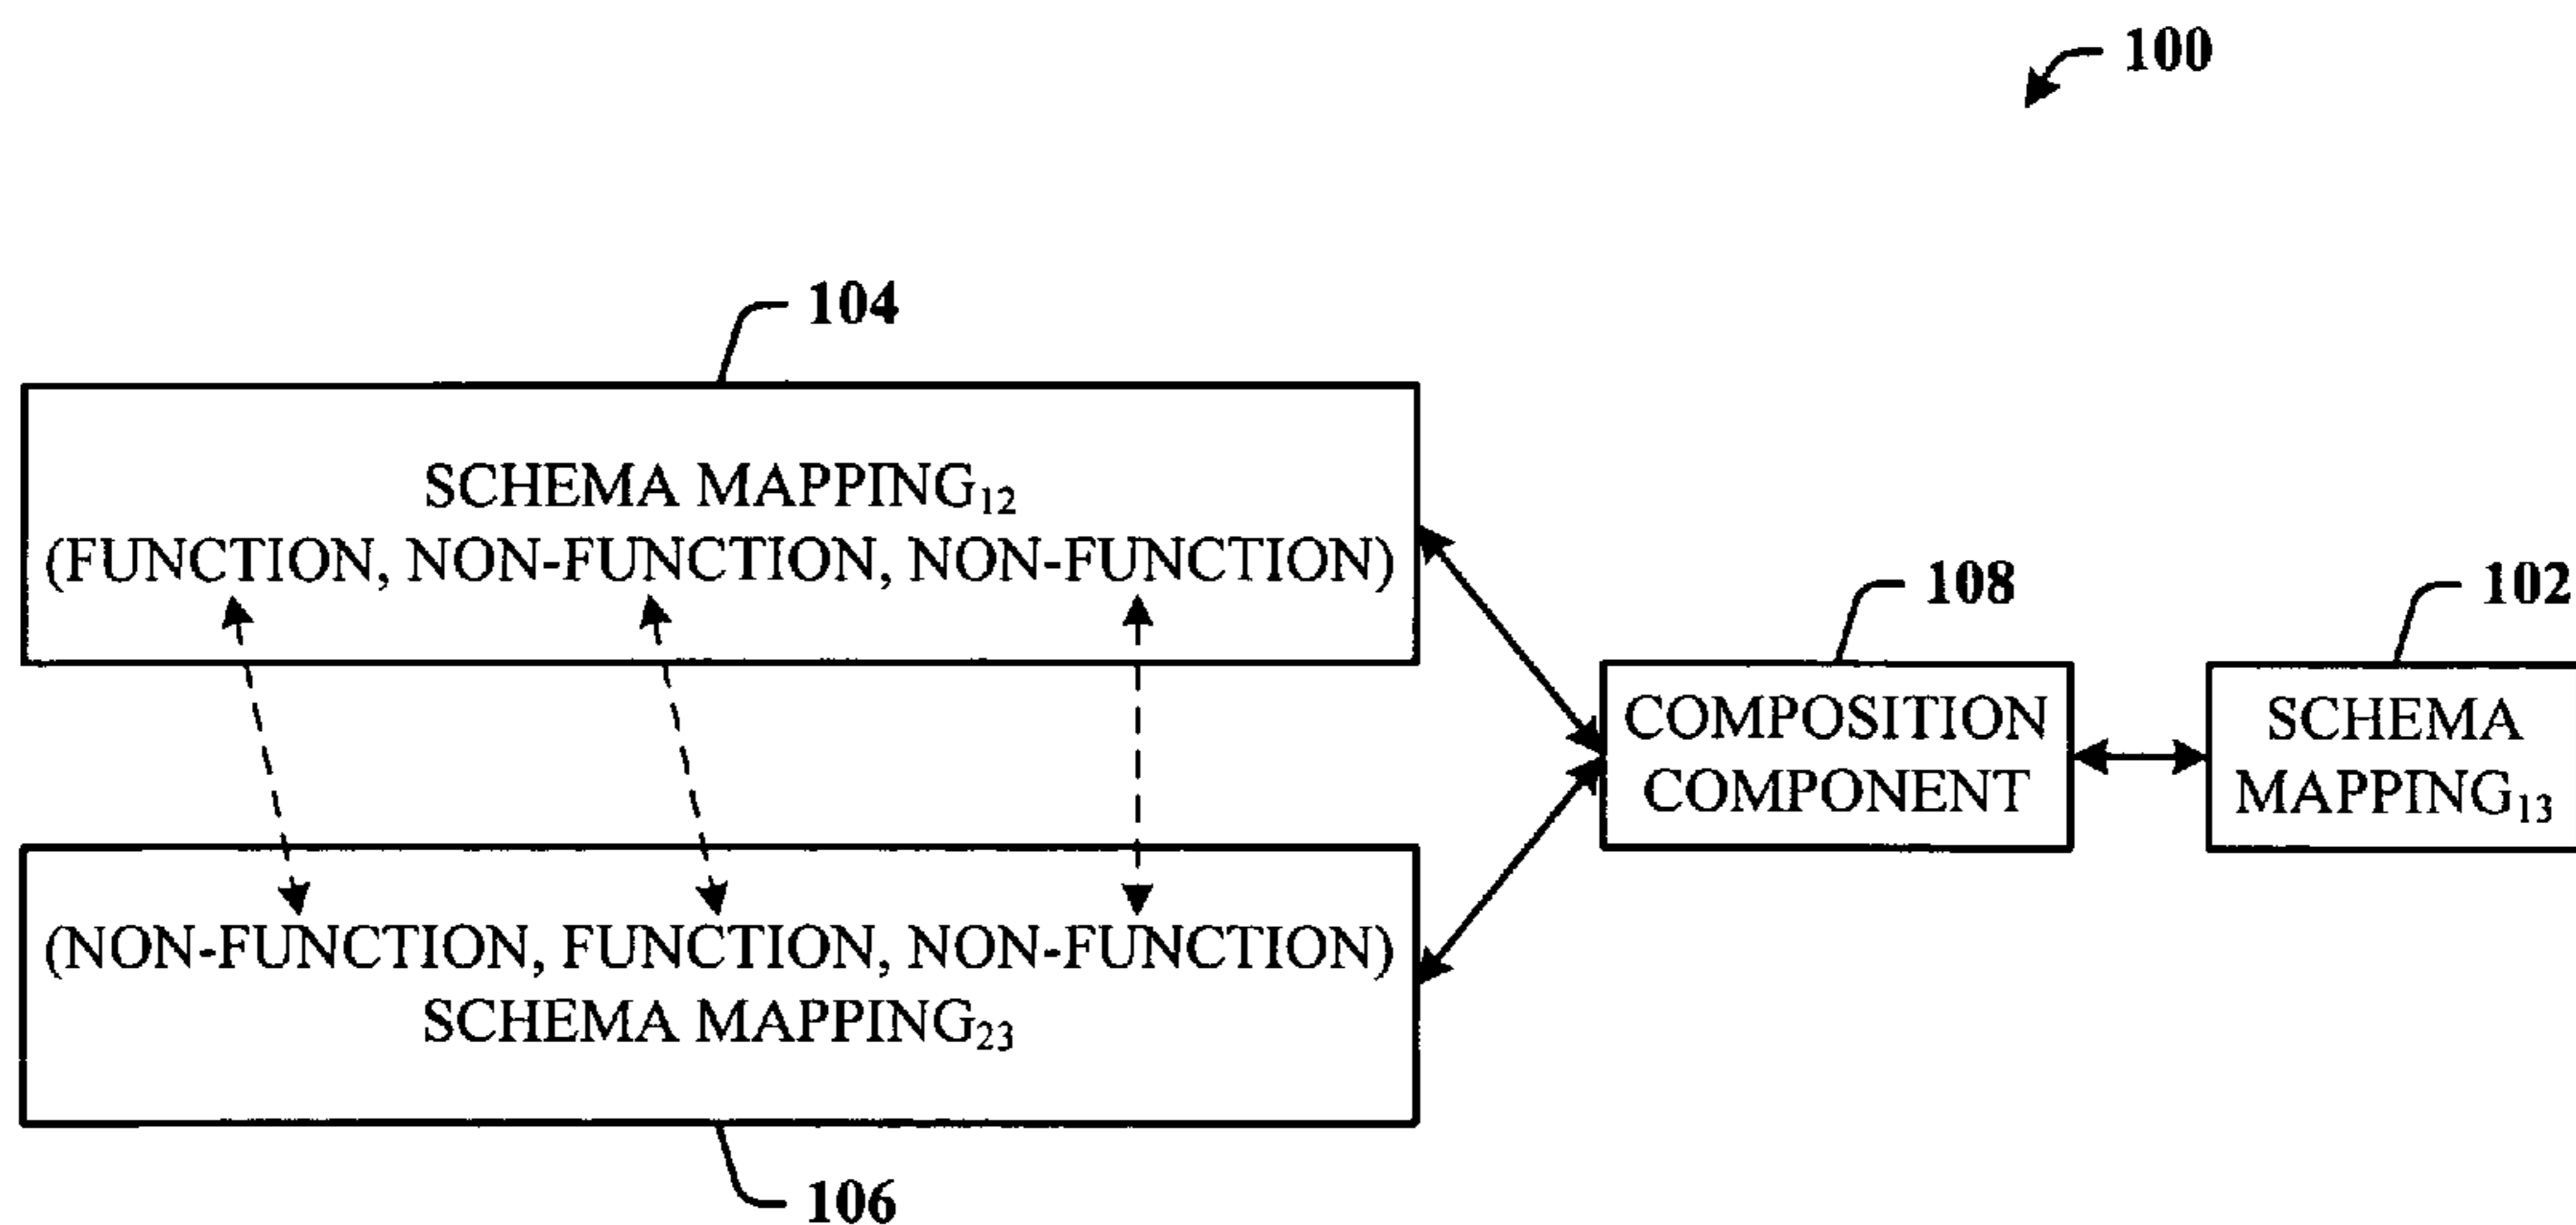 100
104
SCHEMA MAPPING₁₂
(FUNCTION, NON-FUNCTION, NON-FUNCTION)
108
102
COMPOSITION
COMPONENT
SCHEMA
MAPPING₁₃
(NON-FUNCTION, FUNCTION, NON-FUNCTION)
SCHEMA MAPPING₂₃
106